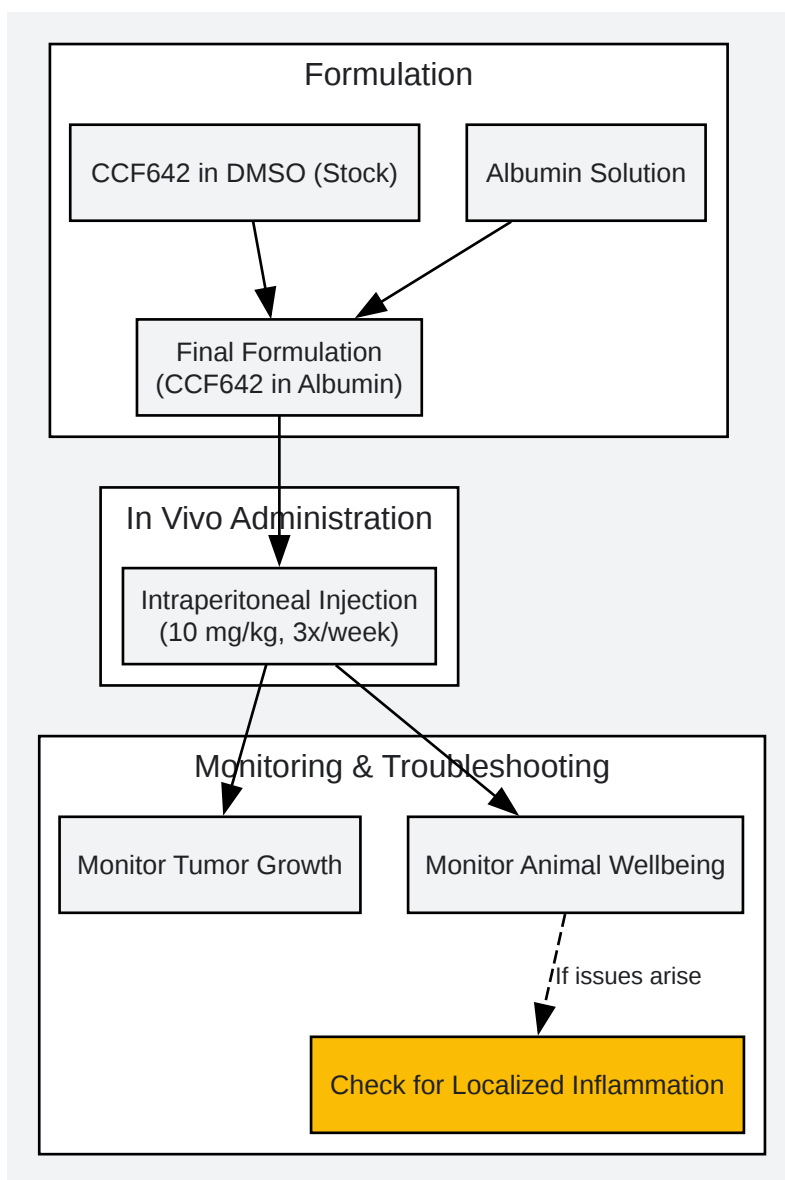 Formulation
CCF642 in DMSO (Stock)
Albumin Solution
Final Formulation
(CCF642 in Albumin)
In Vivo Administration
Intraperitoneal Injection
(10 mg/kg, 3x/week)
Monitoring & Troubleshooting
Monitor Tumor Growth
Monitor Animal Wellbeing
If issues arise
Check for Localized Inflammation